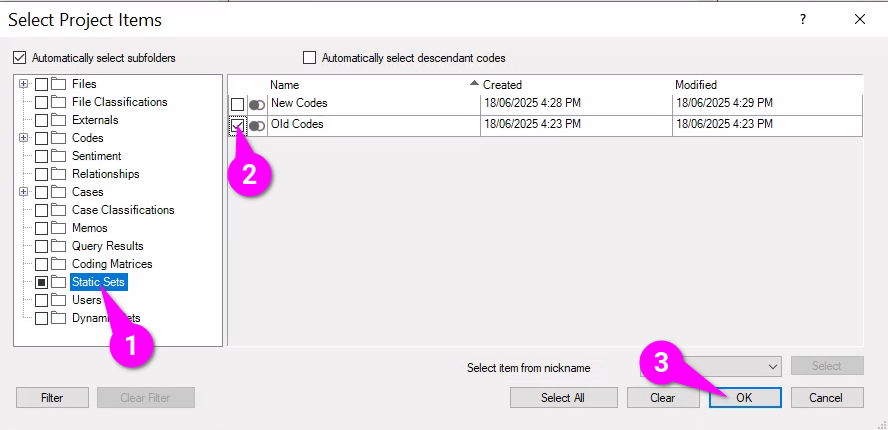 Select Project Items
?
Automatically select subfolders
Automatically select descendant codes
Files
File Classifications
Externals
Codes
Sentiment
Relationships
Cases
Case Classifications
Memos
Query Results
Coding Matrices
Static Sets
Users
Name Created Modified
New Codes 18/06/2025 4:28 PM 18/06/2025 4:29 PM
Old Codes 18/06/2025 4:23 PM 18/06/2025 4:23 PM
2
1
3
Select item from nickname
Select
Filter
Clear Filter
Select All
Clear
OK
Cancel